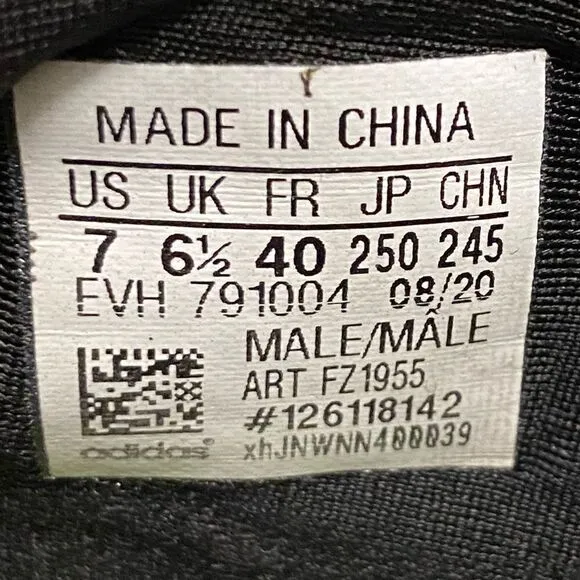 MADE IN CHINA
US UK FR JP CHN
7 6½ 40 250 245
EVH 791004 08/20
MALE/MÂLE
ART FZ1955
#126118142
xhJNWNN400039
adidas